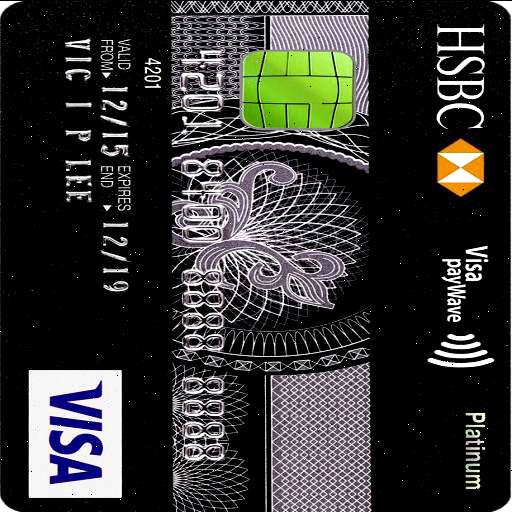 HSBC
Visa
payWave
Platinum
4201 8400 8888 8888
4201
VALID
FROM 12/15 EXPIRES
END 12/19
VIC I P LEE
VISA